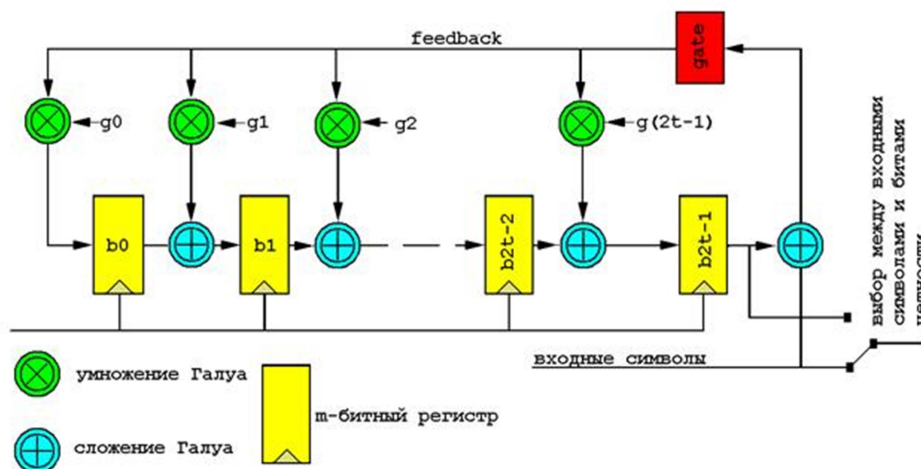 feedback
gate
g0
g1
g2
g(2t-1)
b0
b1
b2t-2
b2t-1
выбор между входными
символами и битами
четности
входные символы
умножение Галуа
m-битный регистр
сложение Галуа